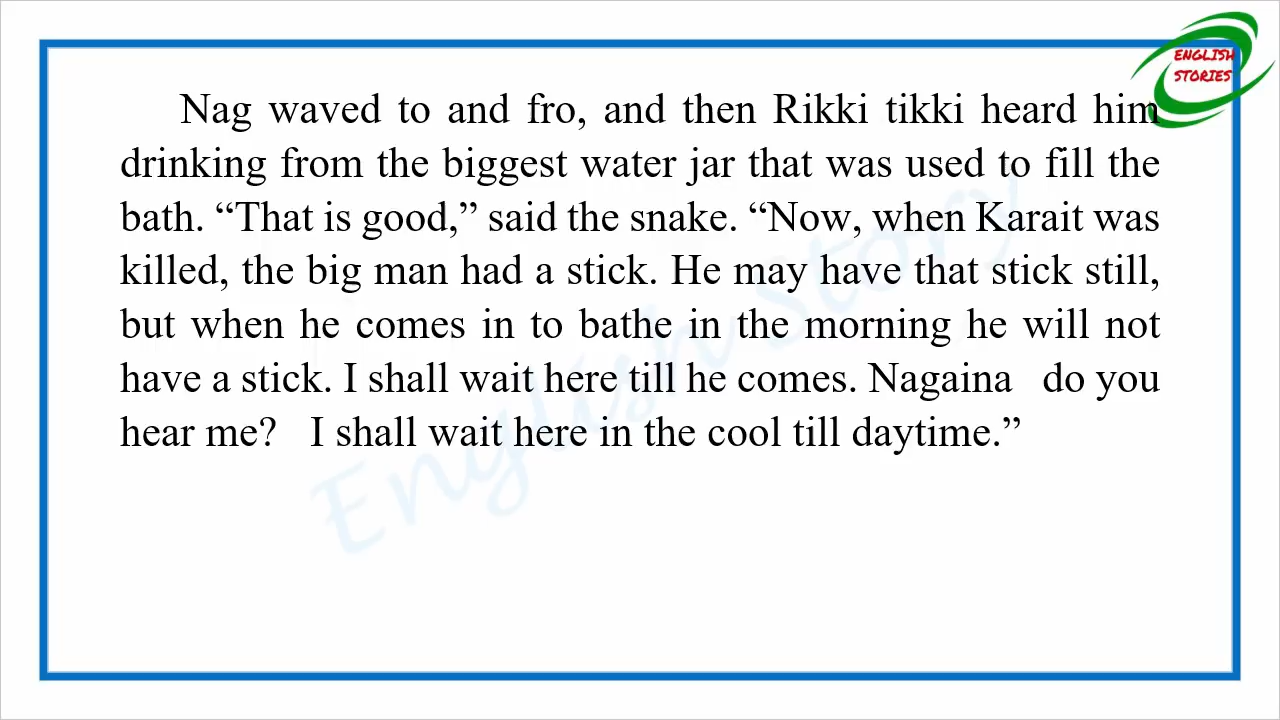 ENGLISH
STORIES
Nag waved to and fro, and then Rikki tikki heard him
drinking from the biggest water jar that was used to fill the
bath. “That is good,” said the snake. “Now, when Karait was
killed, the big man had a stick. He may have that stick still,
but when he comes in to bathe in the morning he will not
have a stick. I shall wait here till he comes. Nagaina   do you
hear me?   I shall wait here in the cool till daytime.”
English Story